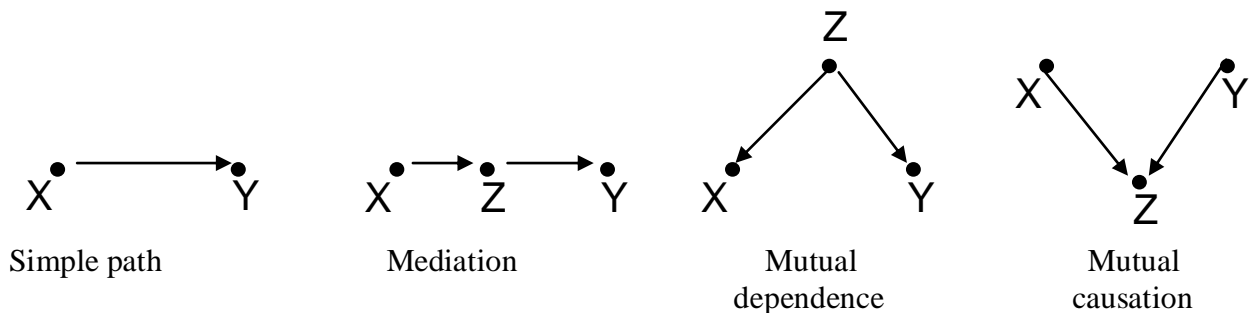 Z
X
Y
X
Y
X
Z
Y
X
Y
Z
Simple path
Mediation
Mutual
dependence
Mutual
causation